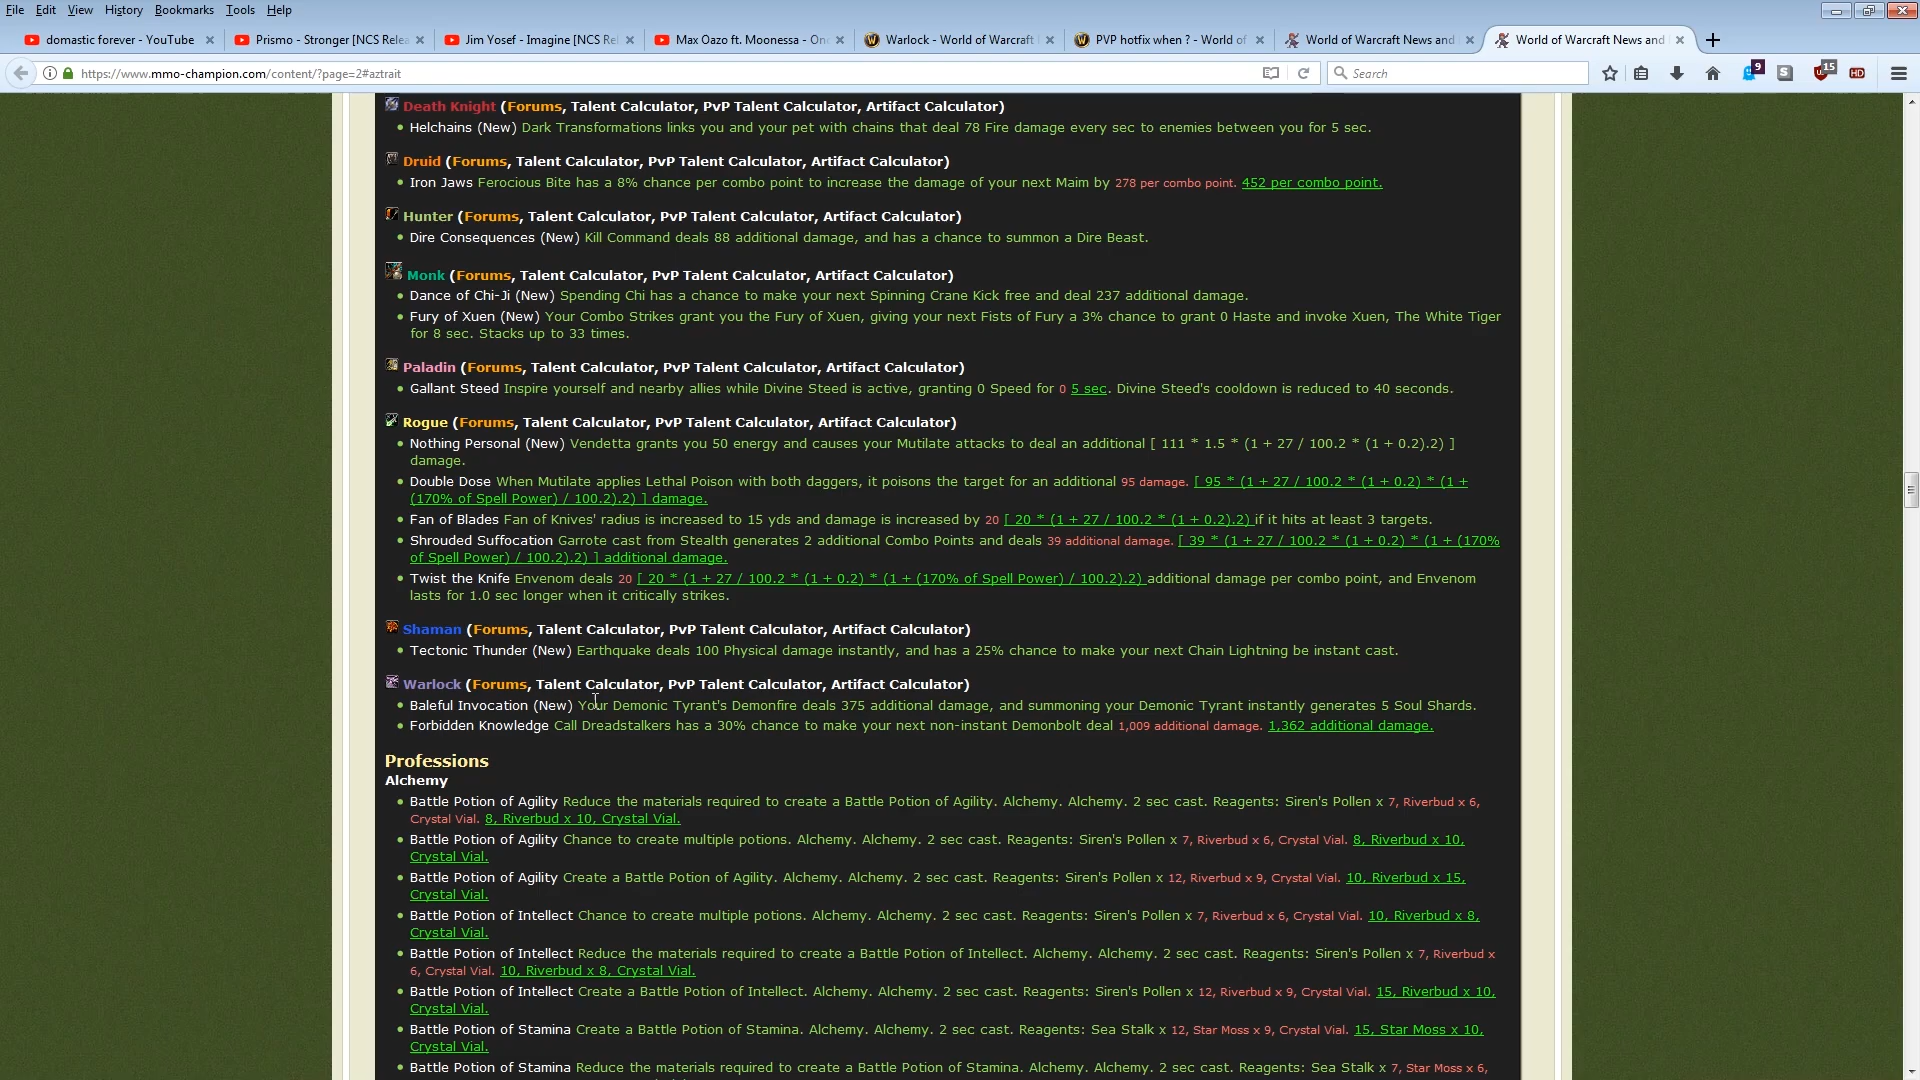 File Edit View History Bookmarks Tools Help
domastic forever - YouTube
Prismo - Stronger [NCS Relea
Jim Yosef - Imagine [NCS Rel
Max Oazo ft. Moonessa - On
Warlock - World of Warcraft
PVP hotfix when ? - World of
World of Warcraft News and
World of Warcraft News and
https://www.mmo-champion.com/content/?page=2#aztrait
Search
9
15
HD
Death Knight (Forums, Talent Calculator, PvP Talent Calculator, Artifact Calculator)
Helchains (New) Dark Transformations links you and your pet with chains that deal 78 Fire damage every sec to enemies between you for 5 sec.
Druid (Forums, Talent Calculator, PvP Talent Calculator, Artifact Calculator)
Iron Jaws Ferocious Bite has a 8% chance per combo point to increase the damage of your next Maim by 278 per combo point. 452 per combo point.
Hunter (Forums, Talent Calculator, PvP Talent Calculator, Artifact Calculator)
Dire Consequences (New) Kill Command deals 88 additional damage, and has a chance to summon a Dire Beast.
Monk (Forums, Talent Calculator, PvP Talent Calculator, Artifact Calculator)
Dance of Chi-Ji (New) Spending Chi has a chance to make your next Spinning Crane Kick free and deal 237 additional damage.
Fury of Xuen (New) Your Combo Strikes grant you the Fury of Xuen, giving your next Fists of Fury a 3% chance to grant 0 Haste and invoke Xuen, The White Tiger
for 8 sec. Stacks up to 33 times.
Paladin (Forums, Talent Calculator, PvP Talent Calculator, Artifact Calculator)
Gallant Steed Inspire yourself and nearby allies while Divine Steed is active, granting 0 Speed for 0 5 sec. Divine Steed's cooldown is reduced to 40 seconds.
Rogue (Forums, Talent Calculator, PvP Talent Calculator, Artifact Calculator)
Nothing Personal (New) Vendetta grants you 50 energy and causes your Mutilate attacks to deal an additional [ 111 * 1.5 * (1 + 27 / 100.2 * (1 + 0.2).2) ]
damage.
Double Dose When Mutilate applies Lethal Poison with both daggers, it poisons the target for an additional 95 damage. [ 95 * (1 + 27 / 100.2 * (1 + 0.2) * (1 +
(170% of Spell Power) / 100.2).2) ] damage.
Fan of Blades Fan of Knives' radius is increased to 15 yds and damage is increased by 20 [ 20 * (1 + 27 / 100.2 * (1 + 0.2).2) if it hits at least 3 targets.
Shrouded Suffocation Garrote cast from Stealth generates 2 additional Combo Points and deals 39 additional damage. [ 39 * (1 + 27 / 100.2 * (1 + 0.2) * (1 + (170%
of Spell Power) / 100.2).2) ] additional damage.
Twist the Knife Envenom deals 20 [ 20 * (1 + 27 / 100.2 * (1 + 0.2) * (1 + (170% of Spell Power) / 100.2).2) additional damage per combo point, and Envenom
lasts for 1.0 sec longer when it critically strikes.
Shaman (Forums, Talent Calculator, PvP Talent Calculator, Artifact Calculator)
Tectonic Thunder (New) Earthquake deals 100 Physical damage instantly, and has a 25% chance to make your next Chain Lightning be instant cast.
Warlock (Forums, Talent Calculator, PvP Talent Calculator, Artifact Calculator)
Baleful Invocation (New) Your Demonic Tyrant's Demonfire deals 375 additional damage, and summoning your Demonic Tyrant instantly generates 5 Soul Shards.
Forbidden Knowledge Call Dreadstalkers has a 30% chance to make your next non-instant Demonbolt deal 1,009 additional damage. 1,362 additional damage.
Professions
Alchemy
Battle Potion of Agility Reduce the materials required to create a Battle Potion of Agility. Alchemy. Alchemy. 2 sec cast. Reagents: Siren's Pollen x 7, Riverbud x 6,
Crystal Vial. 8, Riverbud x 10, Crystal Vial.
Battle Potion of Agility Chance to create multiple potions. Alchemy. Alchemy. 2 sec cast. Reagents: Siren's Pollen x 7, Riverbud x 6, Crystal Vial. 8, Riverbud x 10,
Crystal Vial.
Battle Potion of Agility Create a Battle Potion of Agility. Alchemy. Alchemy. 2 sec cast. Reagents: Siren's Pollen x 12, Riverbud x 9, Crystal Vial. 10, Riverbud x 15,
Crystal Vial.
Battle Potion of Intellect Chance to create multiple potions. Alchemy. Alchemy. 2 sec cast. Reagents: Siren's Pollen x 7, Riverbud x 6, Crystal Vial. 10, Riverbud x 8,
Crystal Vial.
Battle Potion of Intellect Reduce the materials required to create a Battle Potion of Intellect. Alchemy. Alchemy. 2 sec cast. Reagents: Siren's Pollen x 7, Riverbud x
6, Crystal Vial. 10, Riverbud x 8, Crystal Vial.
Battle Potion of Intellect Create a Battle Potion of Intellect. Alchemy. Alchemy. 2 sec cast. Reagents: Siren's Pollen x 12, Riverbud x 9, Crystal Vial. 15, Riverbud x 10,
Crystal Vial.
Battle Potion of Stamina Create a Battle Potion of Stamina. Alchemy. Alchemy. 2 sec cast. Reagents: Sea Stalk x 12, Star Moss x 9, Crystal Vial. 15, Star Moss x 10,
Crystal Vial.
Battle Potion of Stamina Reduce the materials required to create a Battle Potion of Stamina. Alchemy. Alchemy. 2 sec cast. Reagents: Sea Stalk x 7, Star Moss x 6,